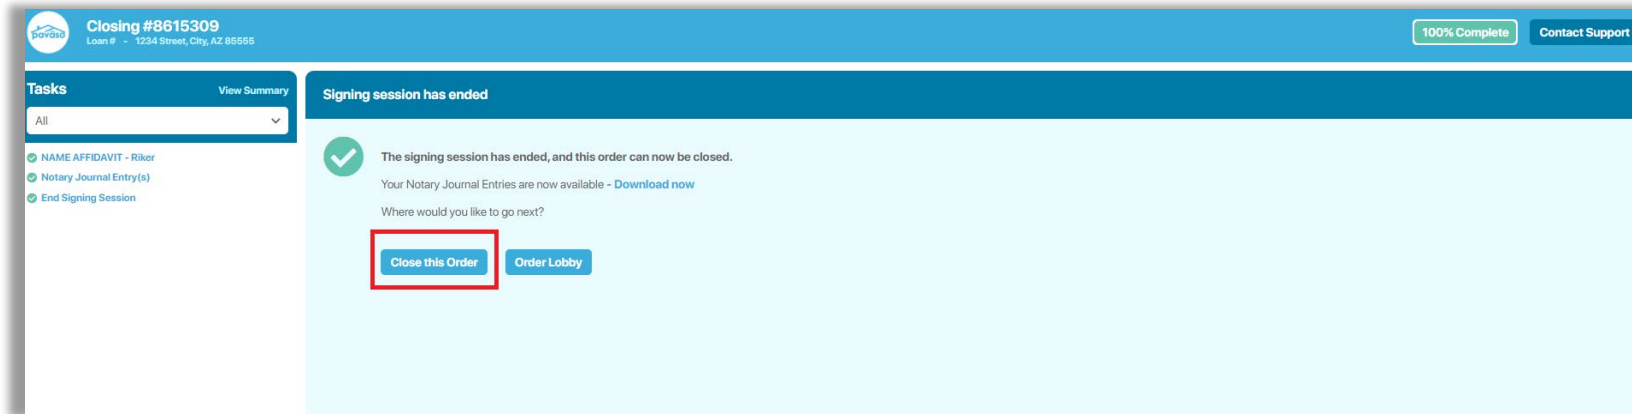 pavaso
Closing #8615309
Loan # - 1234 Street, City, AZ 85555
100% Complete
Contact Support
Tasks
View Summary
All
NAME AFFIDAVIT - Riker
Notary Journal Entry(s)
End Signing Session
Signing session has ended
The signing session has ended, and this order can now be closed.
Your Notary Journal Entries are now available - Download now
Where would you like to go next?
Close this Order
Order Lobby